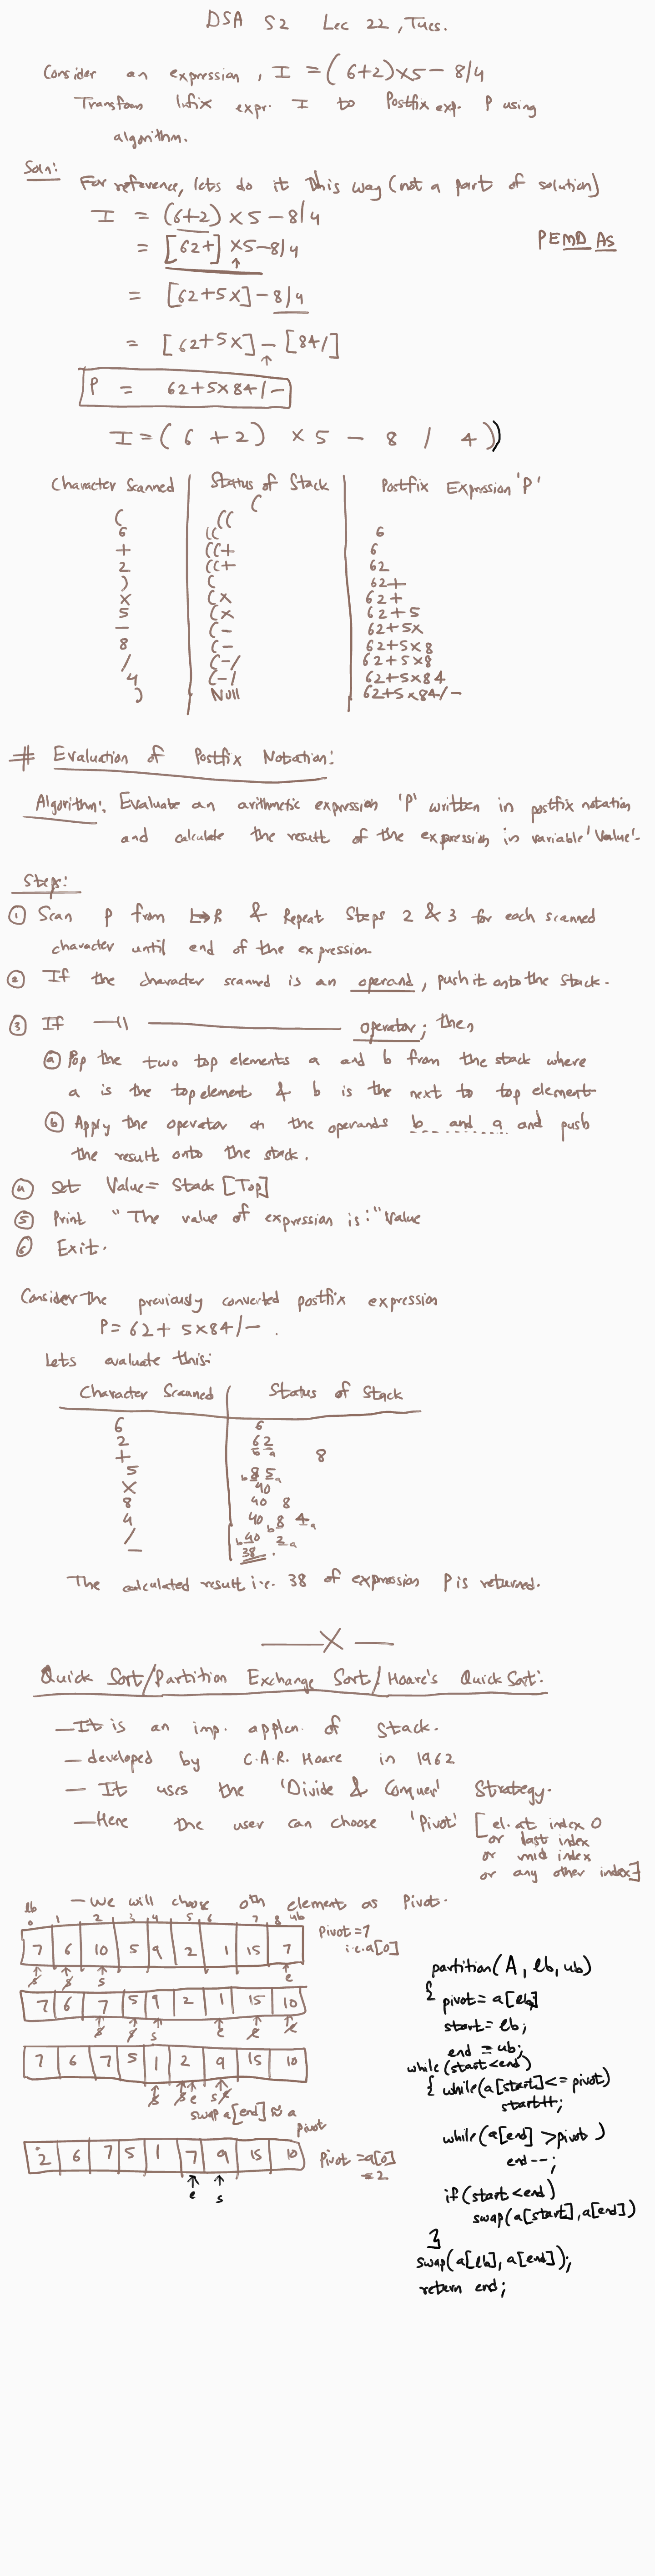 DSA S2 Lec 22, Tues.
Consider an expression, I = (6+2)×5 - 8/4
Transform Infix expr. I to Postfix exp. P using
algorithm.
Soln:
For reference, lets do it this way (not a part of solution)
I = (6+2) × 5 - 8/4
= [62+] ×5-8/4
PEMDAS
= [62+5×] - 8/4
= [62+5×] - [84/]
P = 62+5×84/-
I = ( 6 + 2 ) × 5 - 8 / 4 ))
Character Scanned | Status of Stack | Postfix Expression 'P'
(
( ((
6 (( 6
+ ((+ 6
2 ((+ 62
) ( 62+
× (× 62+
5 (× 62+5
- (- 62+5×
8 (- 62+5×8
/ (-/ 62+5×8
4 (-/ 62+5×84
) Null 62+5×84/-
# Evaluation of Postfix Notation:
Algorithm: Evaluate an arithmetic expression 'P' written in postfix notation
and calculate the result of the expression in variable 'Value'.
Steps:
① Scan P from L→R & Repeat Steps 2 & 3 for each scanned
character until end of the expression.
② If the character scanned is an operand, push it onto the stack.
③ If —||— operator; then,
ⓐ Pop the two top elements a and b from the stack where
a is the top element & b is the next to top element
ⓑ Apply the operator on the operands b and a and push
the result onto the stack.
④ Set Value = Stack [Top]
⑤ Print "The value of expression is:" Value
⑥ Exit.
Consider the previously converted postfix expression
P = 62+ 5×84/- .
Lets evaluate this:
Character Scanned | Status of Stack
6 6
2 6 2
+ b a 8
5 b 8 5 a
× 40
8 40 8
4 40 b 8 4 a
/ b 40 2 a
- 38 .
The calculated result i.e. 38 of expression P is returned.
—X—
Quick Sort/Partition Exchange Sort/Hoare's Quick Sort:
— It is an imp. applcn. of Stack.
— developed by C.A.R. Hoare in 1962
— It uses the 'Divide & Conquer' Strategy.
— Here the user can choose 'Pivot' [el. at index 0
or last index
or mid index
or any other index]
— We will choose 0th element as Pivot.
lb ub
0 1 2 3 4 5 6 7 8
7 6 10 5 9 2 1 15 7
Pivot = 7
i.e. a[0]
s s s e
7 6 7 5 9 2 1 15 10
s s s e e e
7 6 7 5 1 2 9 15 10
s s e s e
swap a[end] ≈ a
pivot
2 6 7 5 1 7 9 15 10
Pivot = a[0]
= 2
e s
partition(A, lb, ub)
{ pivot = a[lb]
start = lb;
end = ub;
while (start<end)
{ while(a[start]<= pivot)
start++;
while(a[end] > pivot )
end--;
if (start < end)
swap(a[start], a[end])
}
swap(a[lb], a[end]);
return end;